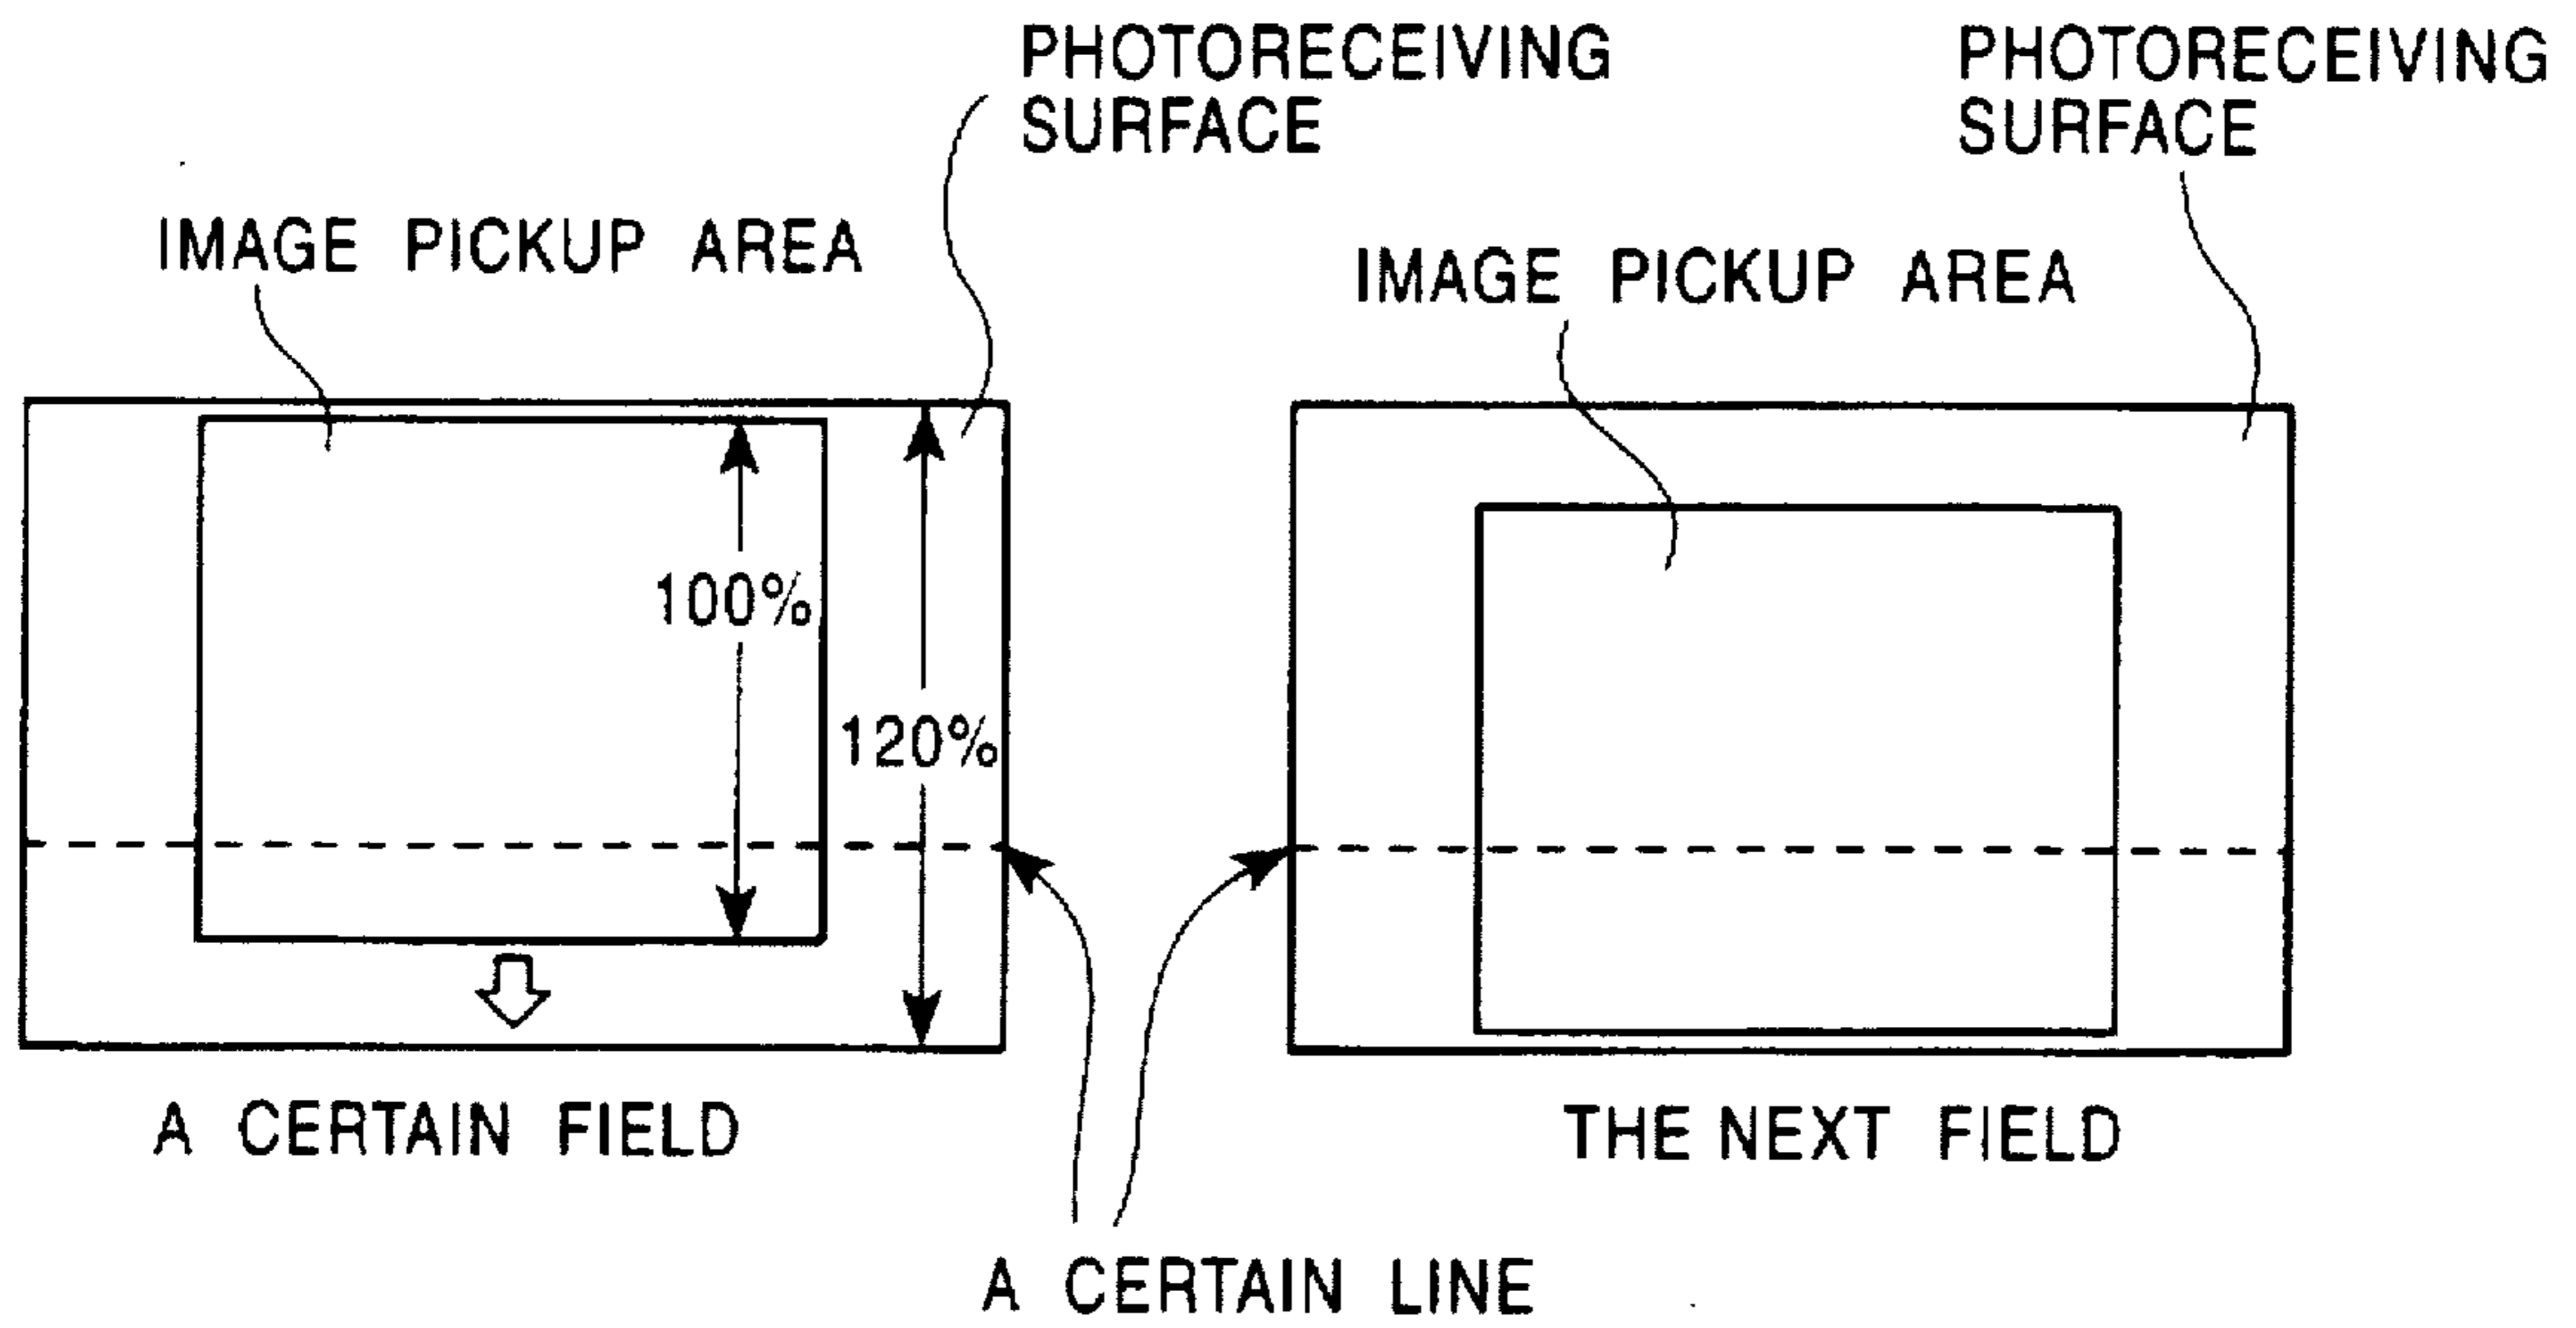 PHOTORECEIVING
SURFACE
PHOTORECEIVING
SURFACE
IMAGE PICKUP AREA
IMAGE PICKUP AREA
100%
120%
A CERTAIN FIELD
THE NEXT FIELD
A CERTAIN LINE